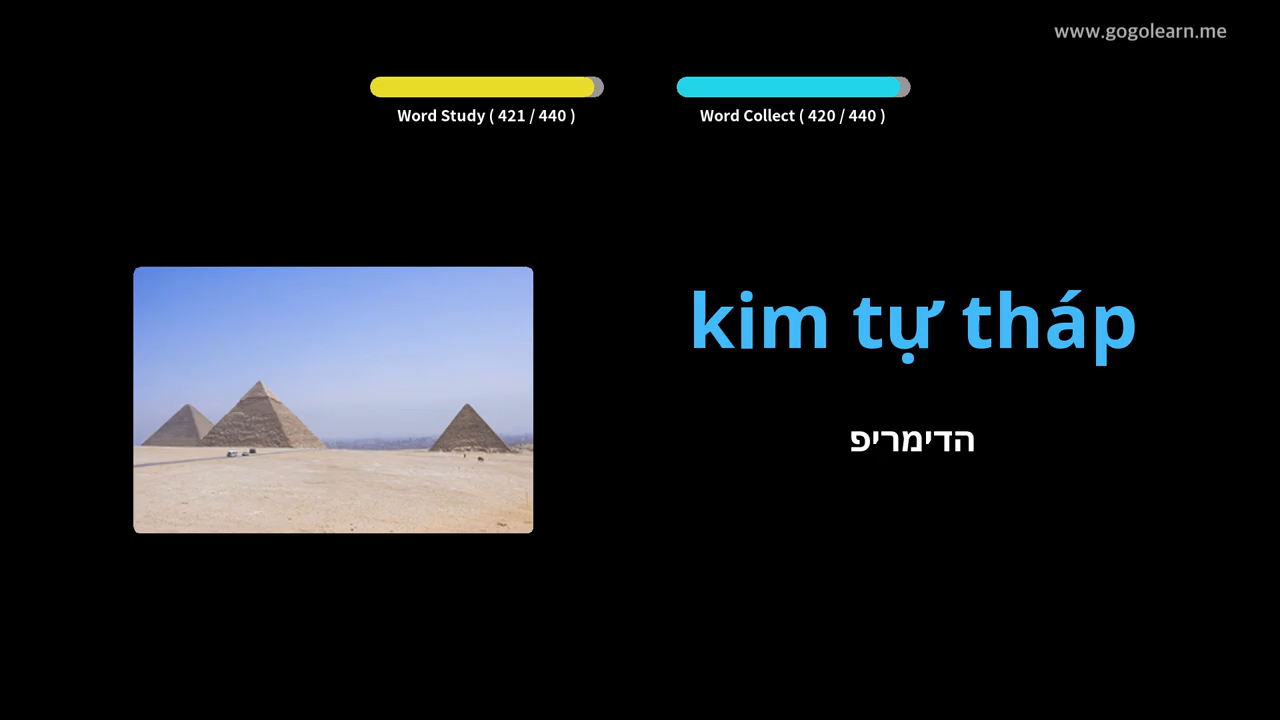 www.gogolearn.me
Word Study ( 421 / 440 )
Word Collect ( 420 / 440 )
kim tự tháp
הדימריפ